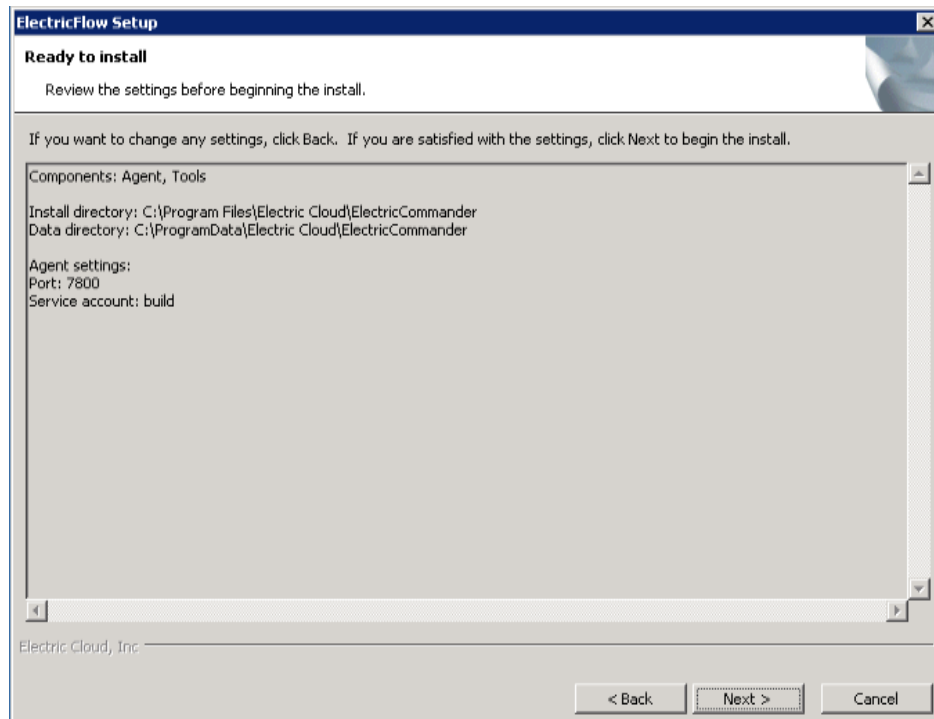 ElectricFlow Setup
Ready to install
Review the settings before beginning the install.
If you want to change any settings, click Back. If you are satisfied with the settings, click Next to begin the install.
Components: Agent, Tools
Install directory: C:\Program Files\Electric Cloud\ElectricCommander
Data directory: C:\ProgramData\Electric Cloud\ElectricCommander
Agent settings:
Port: 7800
Service account: build
Electric Cloud, Inc
< Back
Next >
Cancel